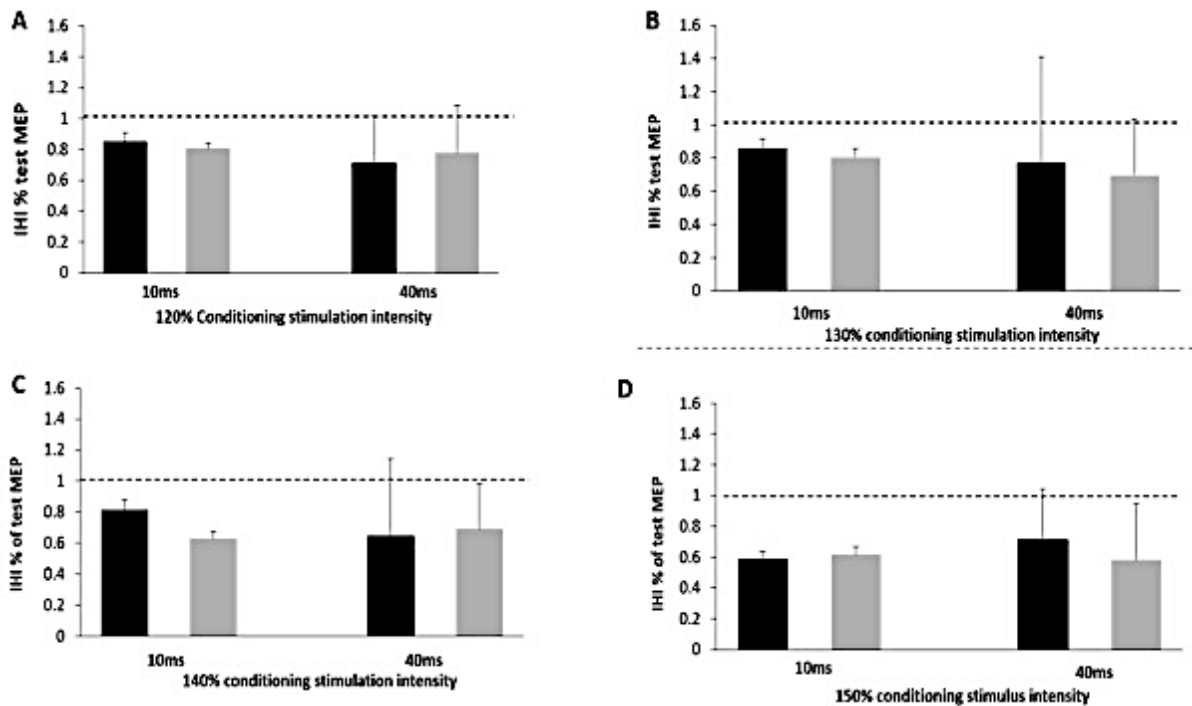 A
IHI % test MEP
1.6
1.4
1.2
1
0.8
0.6
0.4
0.2
0
10ms 40ms
120% Conditioning stimulation intensity
B
IHI % test MEP
1.6
1.4
1.2
1
0.8
0.6
0.4
0.2
0
10ms 40ms
130% conditioning stimulation intensity
C
IHI % of test MEP
1.6
1.4
1.2
1
0.8
0.6
0.4
0.2
0
10ms 40ms
140% conditioning stimulation intensity
D
IHI % of test MEP
1.6
1.4
1.2
1
0.8
0.6
0.4
0.2
0
10ms 40ms
150% conditioning stimulus intensity